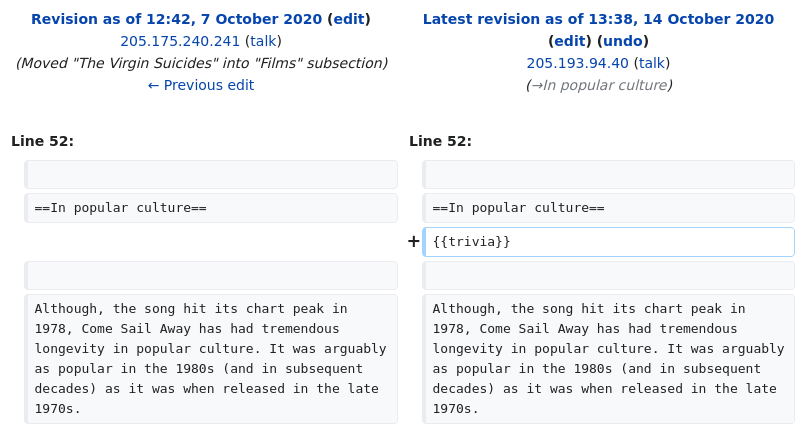 Revision as of 12:42, 7 October 2020 (edit)
205.175.240.241 (talk)
(Moved "The Virgin Suicides" into "Films" subsection)
← Previous edit
Latest revision as of 13:38, 14 October 2020
(edit) (undo)
205.193.94.40 (talk)
(→In popular culture)
Line 52:
Line 52:
==In popular culture==
==In popular culture==
+ {{trivia}}
Although, the song hit its chart peak in
1978, Come Sail Away has had tremendous
longevity in popular culture. It was arguably
as popular in the 1980s (and in subsequent
decades) as it was when released in the late
1970s.
Although, the song hit its chart peak in
1978, Come Sail Away has had tremendous
longevity in popular culture. It was arguably
as popular in the 1980s (and in subsequent
decades) as it was when released in the late
1970s.